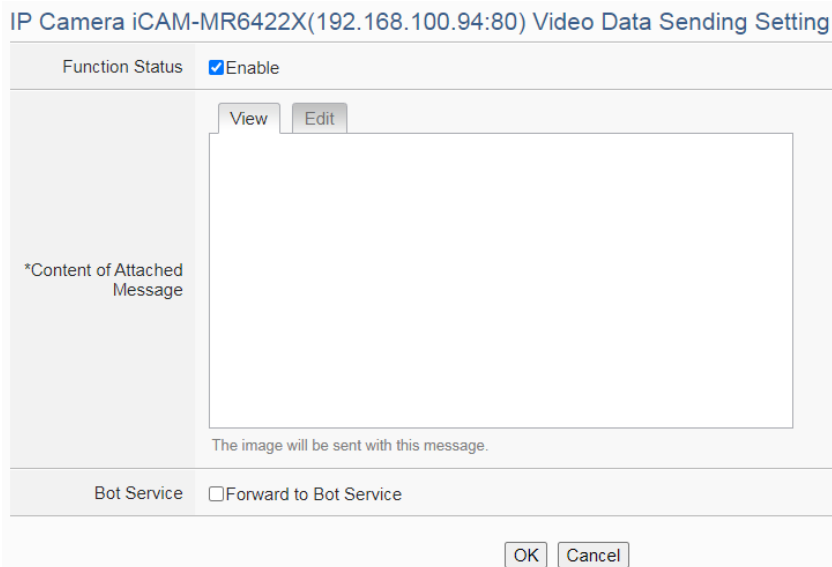 IP Camera iCAM-MR6422X(192.168.100.94:80) Video Data Sending Setting
Function Status
Enable
View
Edit
*Content of Attached
Message
The image will be sent with this message.
Bot Service
Forward to Bot Service
OK
Cancel